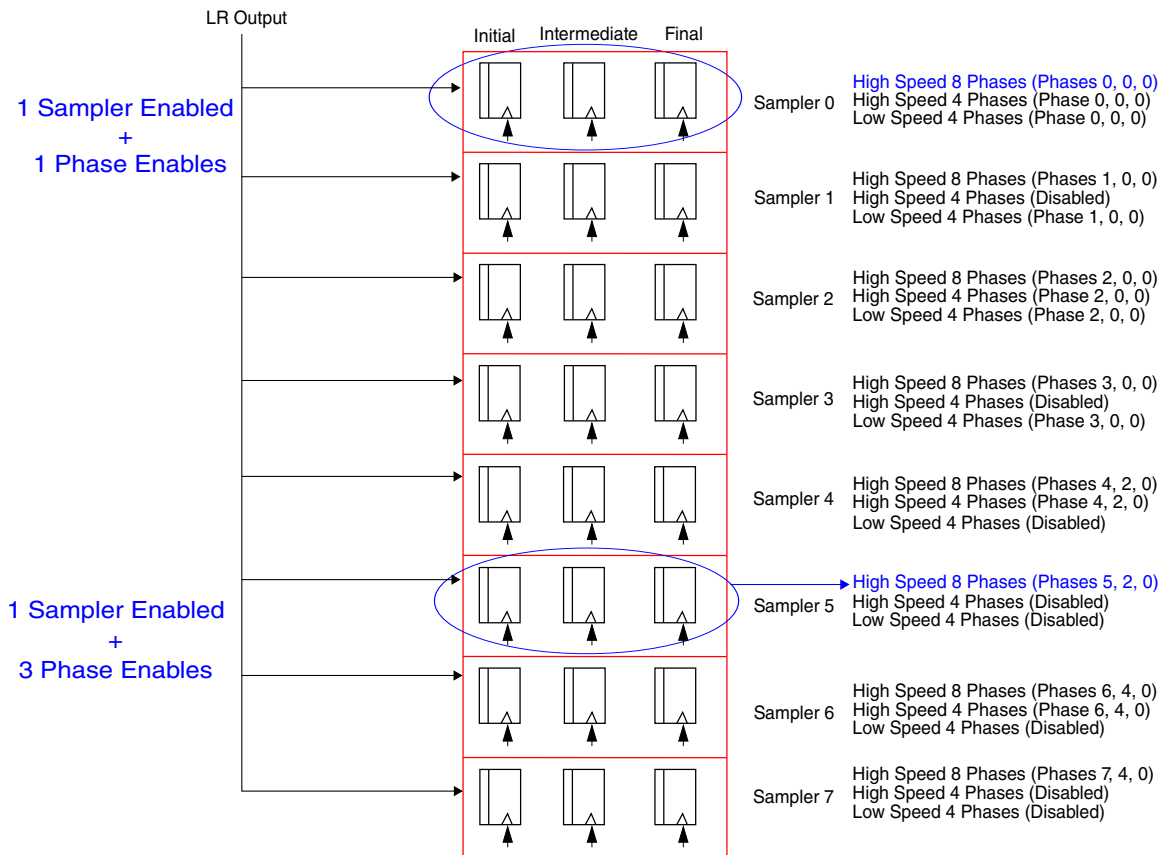 LR Output
Initial Intermediate Final
1 Sampler Enabled
+
1 Phase Enables
Sampler 0
High Speed 8 Phases (Phases 0, 0, 0)
High Speed 4 Phases (Phase 0, 0, 0)
Low Speed 4 Phases (Phase 0, 0, 0)
Sampler 1
High Speed 8 Phases (Phases 1, 0, 0)
High Speed 4 Phases (Disabled)
Low Speed 4 Phases (Phase 1, 0, 0)
Sampler 2
High Speed 8 Phases (Phases 2, 0, 0)
High Speed 4 Phases (Phase 2, 0, 0)
Low Speed 4 Phases (Phase 2, 0, 0)
Sampler 3
High Speed 8 Phases (Phases 3, 0, 0)
High Speed 4 Phases (Disabled)
Low Speed 4 Phases (Phase 3, 0, 0)
Sampler 4
High Speed 8 Phases (Phases 4, 2, 0)
High Speed 4 Phases (Phase 4, 2, 0)
Low Speed 4 Phases (Disabled)
1 Sampler Enabled
+
3 Phase Enables
Sampler 5
High Speed 8 Phases (Phases 5, 2, 0)
High Speed 4 Phases (Disabled)
Low Speed 4 Phases (Disabled)
Sampler 6
High Speed 8 Phases (Phases 6, 4, 0)
High Speed 4 Phases (Phase 6, 4, 0)
Low Speed 4 Phases (Disabled)
Sampler 7
High Speed 8 Phases (Phases 7, 4, 0)
High Speed 4 Phases (Disabled)
Low Speed 4 Phases (Disabled)